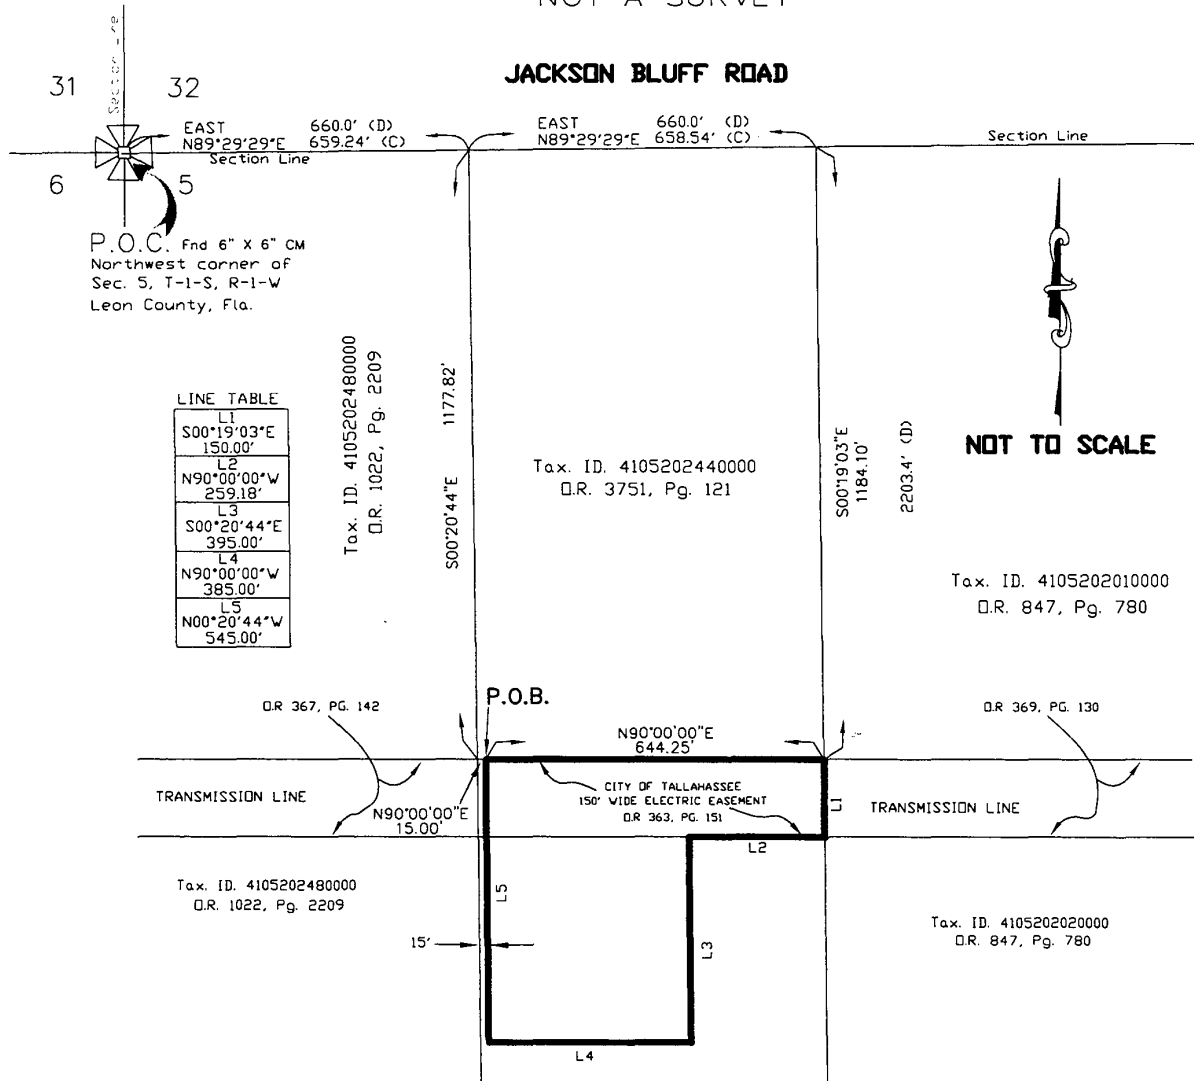 NOT A SURVEY
JACKSON BLUFF ROAD
31
32
Section Line
EAST 660.0' (D)
N89°29'29"E 659.24' (C)
Section Line
EAST 660.0' (D)
N89°29'29"E 658.54' (C)
Section Line
6
5
P.O.C. Fnd 6" X 6" CM
Northwest corner of
Sec. 5, T-1-S, R-1-W
Leon County, Fla.
Tax. ID. 4105202480000
O.R. 1022, Pg. 2209
S00°20'44"E 1177.82'
LINE TABLE
L1
S00°19'03"E
150.00'
L2
N90°00'00"W
259.18'
L3
S00°20'44"E
395.00'
L4
N90°00'00"W
385.00'
L5
N00°20'44"W
545.00'
Tax. ID. 4105202440000
O.R. 3751, Pg. 121
S00°19'03"E
1184.10'
2203.4' (D)
NOT TO SCALE
Tax. ID. 4105202010000
O.R. 847, Pg. 780
O.R 367, PG. 142
P.O.B.
N90°00'00"E
644.25'
O.R 369, PG. 130
TRANSMISSION LINE
N90°00'00"E
15.00'
CITY OF TALLAHASSEE
150' WIDE ELECTRIC EASEMENT
O.R 363, PG. 151
L1
TRANSMISSION LINE
L2
Tax. ID. 4105202480000
O.R. 1022, Pg. 2209
L5
15'
L3
Tax. ID. 4105202020000
O.R. 847, Pg. 780
L4